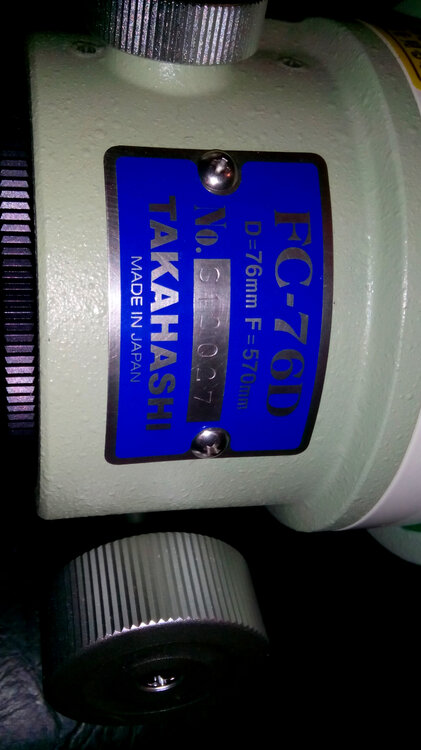 FC-76D
D=76mm F=570mm
No.
TAKAHASHI
MADE IN JAPAN